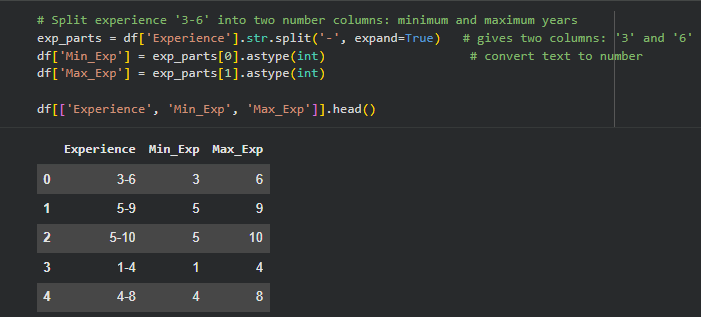 # Split experience '3-6' into two number columns: minimum and maximum years
exp_parts = df['Experience'].str.split('-', expand=True)   # gives two columns: '3' and '6'
df['Min_Exp'] = exp_parts[0].astype(int)                    # convert text to number
df['Max_Exp'] = exp_parts[1].astype(int)
df[['Experience', 'Min_Exp', 'Max_Exp']].head()
Experience Min_Exp Max_Exp
0 3-6 3 6
1 5-9 5 9
2 5-10 5 10
3 1-4 1 4
4 4-8 4 8